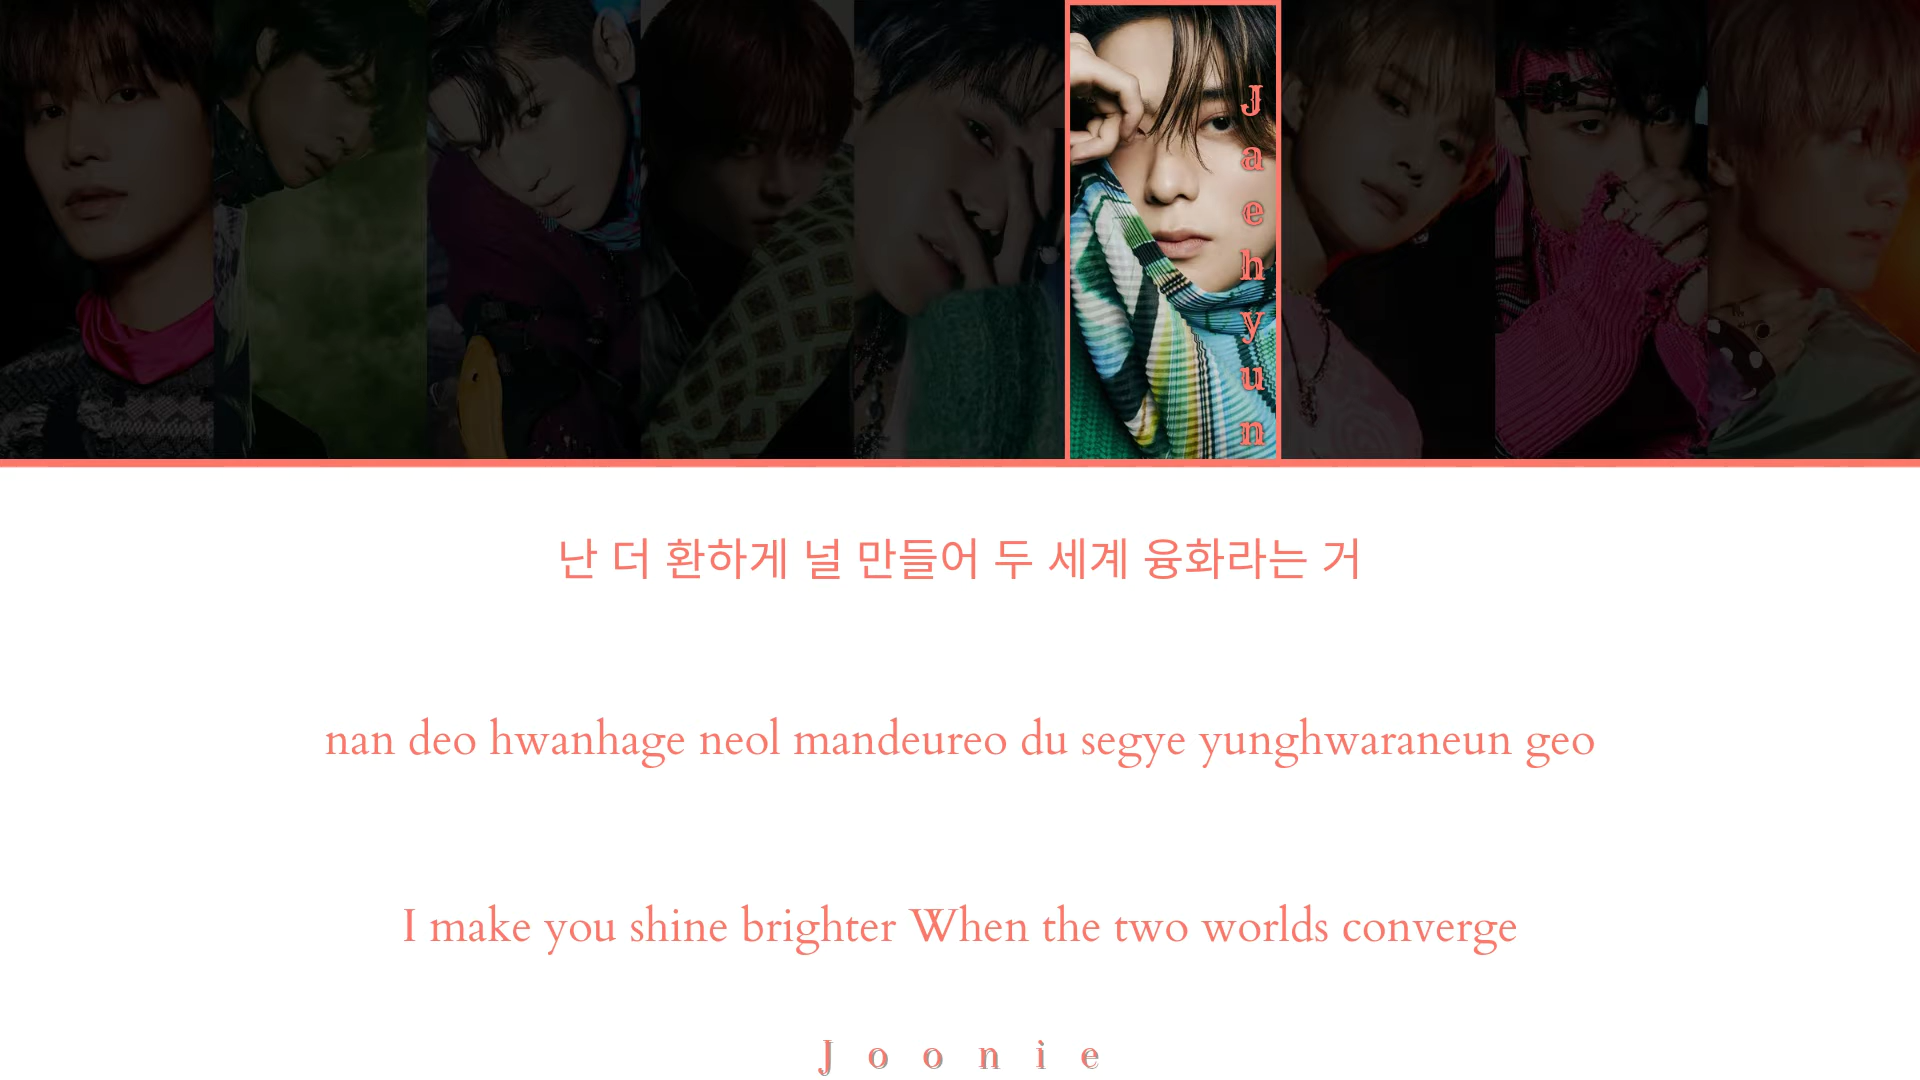 Jaehyun
난 더 환하게 널 만들어 두 세계 융화라는 거
nan deo hwanhage neol mandeureo du segye yunghwaraneun geo
I make you shine brighter When the two worlds converge
Joonie